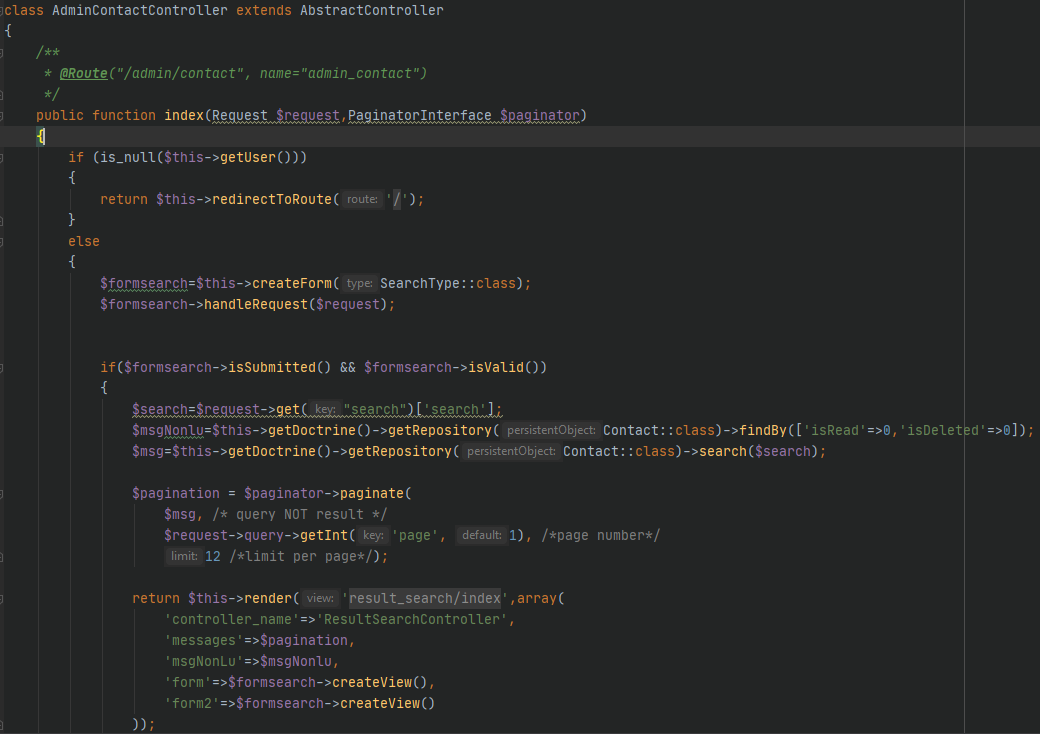 class AdminContactController extends AbstractController
{
/**
* @Route("/admin/contact", name="admin_contact")
*/
public function index(Request $request,PaginatorInterface $paginator)
{
if (is_null($this->getUser()))
{
return $this->redirectToRoute( route: '/');
}
else
{
$formsearch=$this->createForm( type: SearchType::class);
$formsearch->handleRequest($request);
if($formsearch->isSubmitted() && $formsearch->isValid())
{
$search=$request->get( key: "search")['search'];
$msgNonlu=$this->getDoctrine()->getRepository( persistentObject: Contact::class)->findBy(['isRead'=>0,'isDeleted'=>0]);
$msg=$this->getDoctrine()->getRepository( persistentObject: Contact::class)->search($search);
$pagination = $paginator->paginate(
$msg, /* query NOT result */
$request->query->getInt( key: 'page', default: 1), /*page number*/
limit: 12 /*limit per page*/);
return $this->render( view: 'result_search/index',array(
'controller_name'=>'ResultSearchController',
'messages'=>$pagination,
'msgNonLu'=>$msgNonlu,
'form'=>$formsearch->createView(),
'form2'=>$formsearch->createView()
));